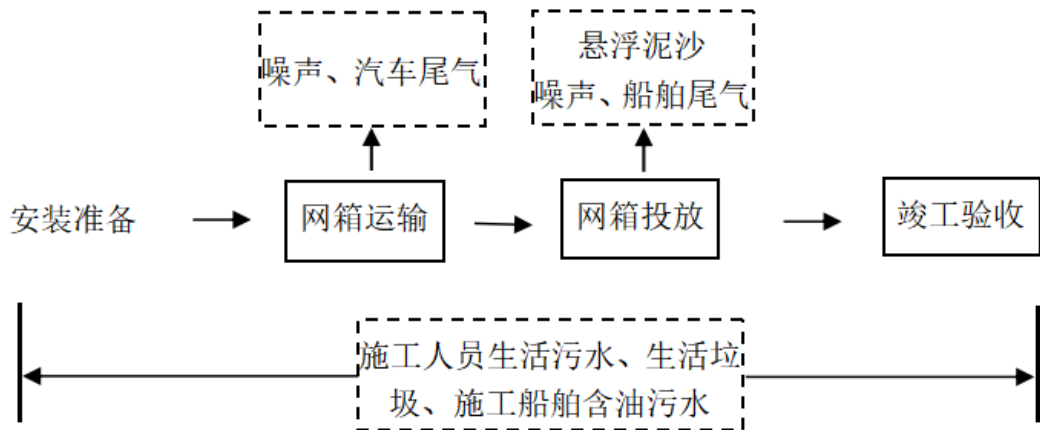 噪声、汽车尾气
悬浮泥沙
噪声、船舶尾气
安装准备
网箱运输
网箱投放
竣工验收
施工人员生活污水、生活垃
圾、施工船舶含油污水